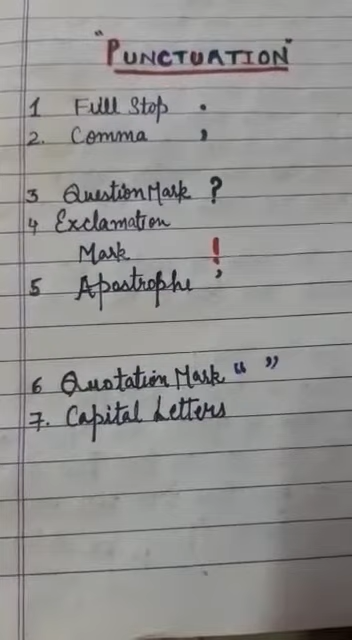 "PUNCTUATION"
1 Full Stop .
2. Comma ,
3 Question Mark ?
4 Exclamation
Mark !
5 Apostrophe ’
6 Quotation Mark “ ”
7. Capital Letters